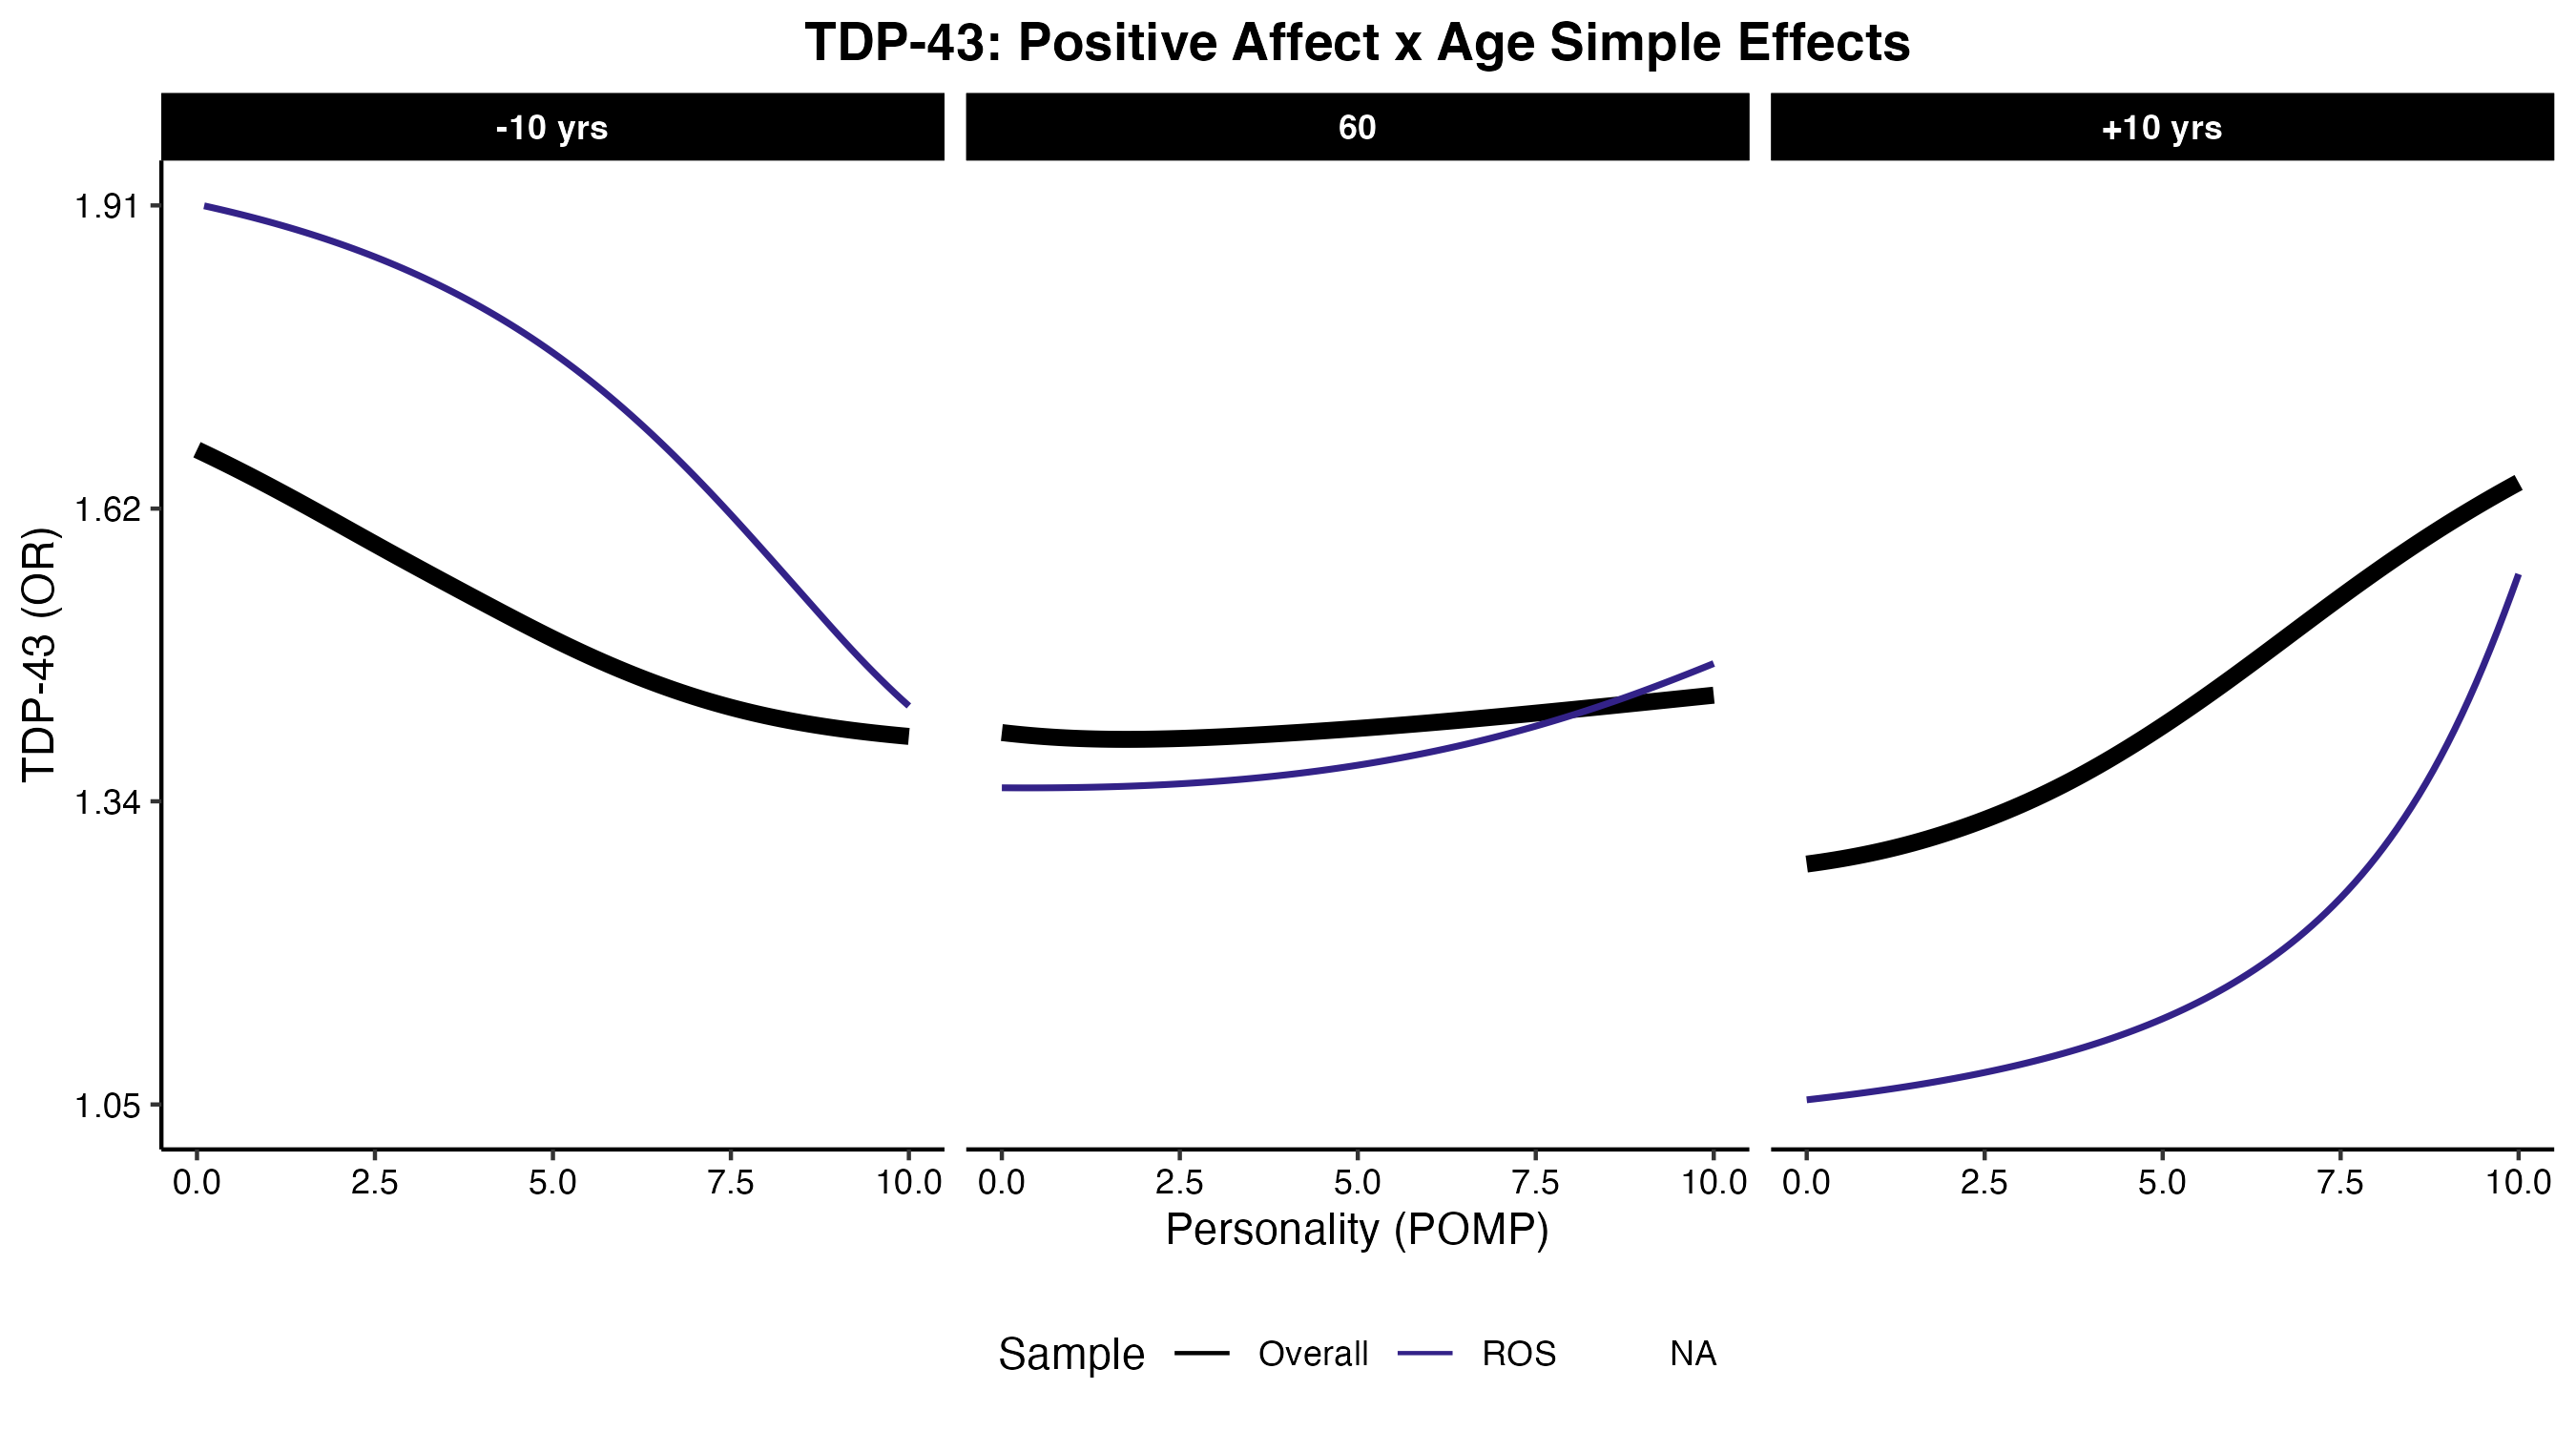 TDP-43: Positive Affect x Age Simple Effects
-10 yrs
60
+10 yrs
TDP-43 (OR)
1.91
1.62
1.34
1.05
0.0 2.5 5.0 7.5 10.0
0.0 2.5 5.0 7.5 10.0
0.0 2.5 5.0 7.5 10.0
Personality (POMP)
Sample Overall ROS NA